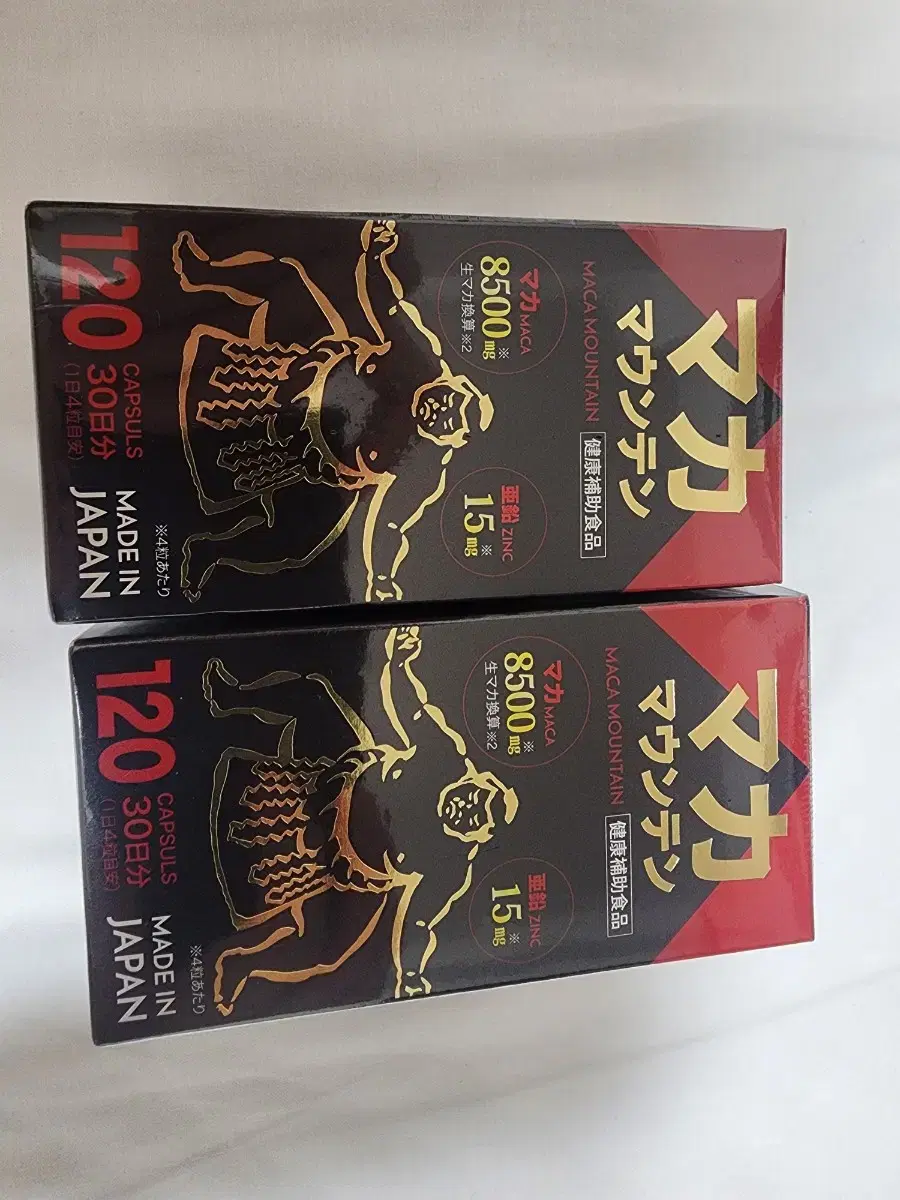 マカ
マウンテン
MACA MOUNTAIN
健康補助食品
マカ MACA
8500mg※
生マカ換算※2
亜鉛 ZINC
15mg※
※4粒あたり
120
CAPSULS
30日分
(1日4粒目安)
MADE IN
JAPAN
マカ
マウンテン
MACA MOUNTAIN
健康補助食品
マカ MACA
8500mg※
生マカ換算※2
亜鉛 ZINC
15mg※
※4粒あたり
120
CAPSULS
30日分
(1日4粒目安)
MADE IN
JAPAN